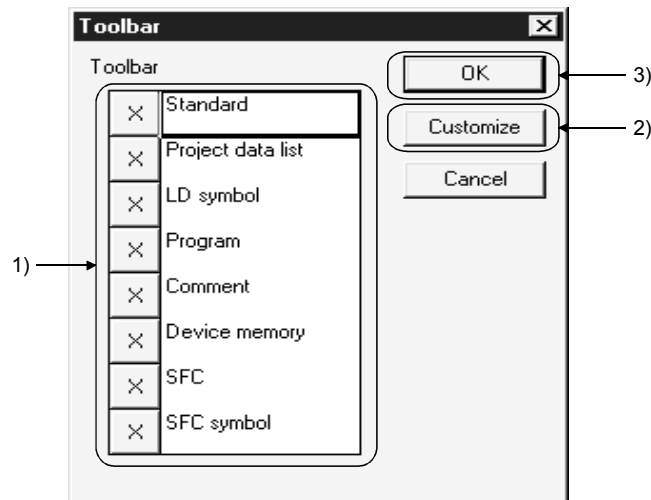 Toolbar
Toolbar
OK
3)
Standard
Customize
2)
Project data list
Cancel
LD symbol
Program
1)
Comment
Device memory
SFC
SFC symbol